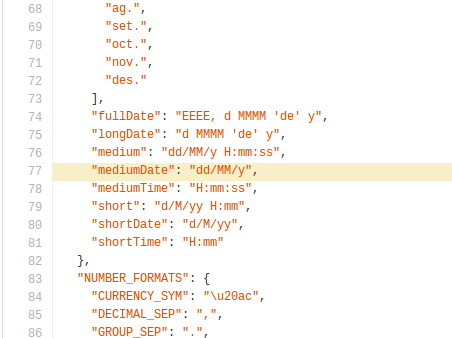 68 "ag.",
69 "set.",
70 "oct.",
71 "nov.",
72 "des."
73 ],
74 "fullDate": "EEEE, d MMMM 'de' y",
75 "longDate": "d MMMM 'de' y",
76 "medium": "dd/MM/y H:mm:ss",
77 "mediumDate": "dd/MM/y",
78 "mediumTime": "H:mm:ss",
79 "short": "d/M/yy H:mm",
80 "shortDate": "d/M/yy",
81 "shortTime": "H:mm"
82 },
83 "NUMBER_FORMATS": {
84 "CURRENCY_SYM": "\u20ac",
85 "DECIMAL_SEP": ",",
86 "GROUP_SEP": ".",